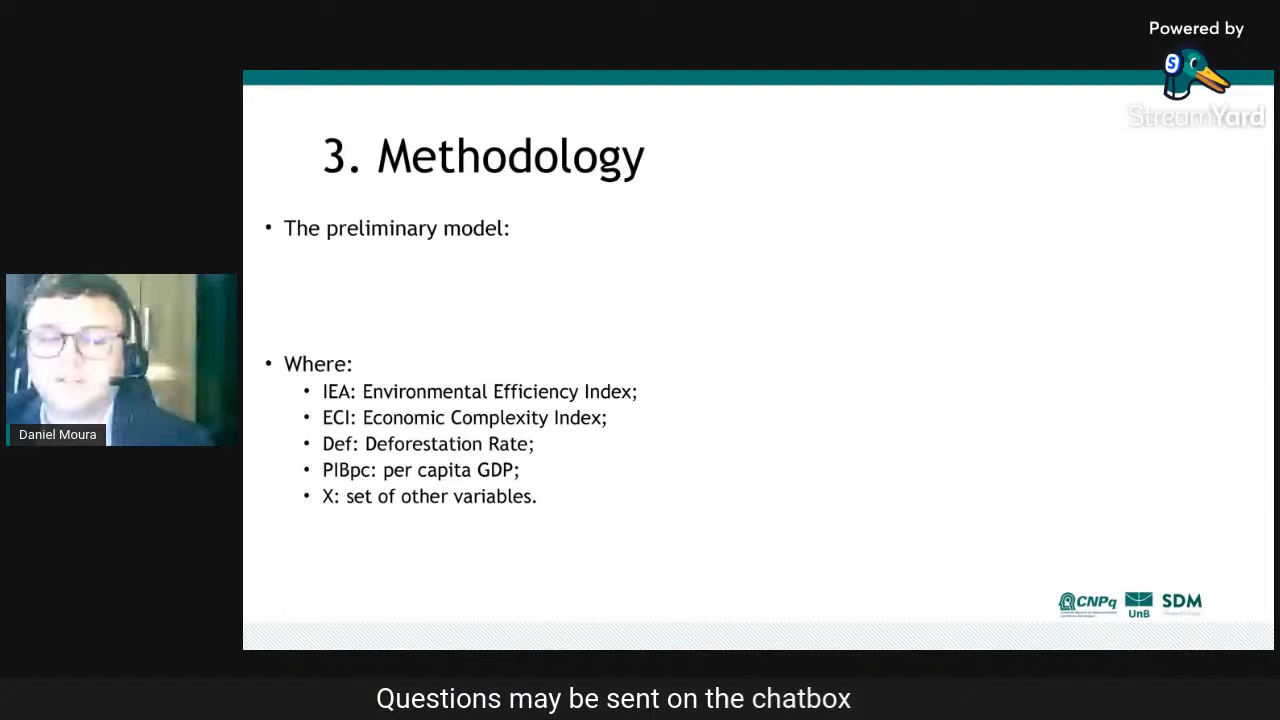 Powered by
StreamYard
3. Methodology
• The preliminary model:
• Where:
• IEA: Environmental Efficiency Index;
• ECI: Economic Complexity Index;
• Def: Deforestation Rate;
• PIBpc: per capita GDP;
• X: set of other variables.
Daniel Moura
CNPq
UnB
SDM
Questions may be sent on the chatbox